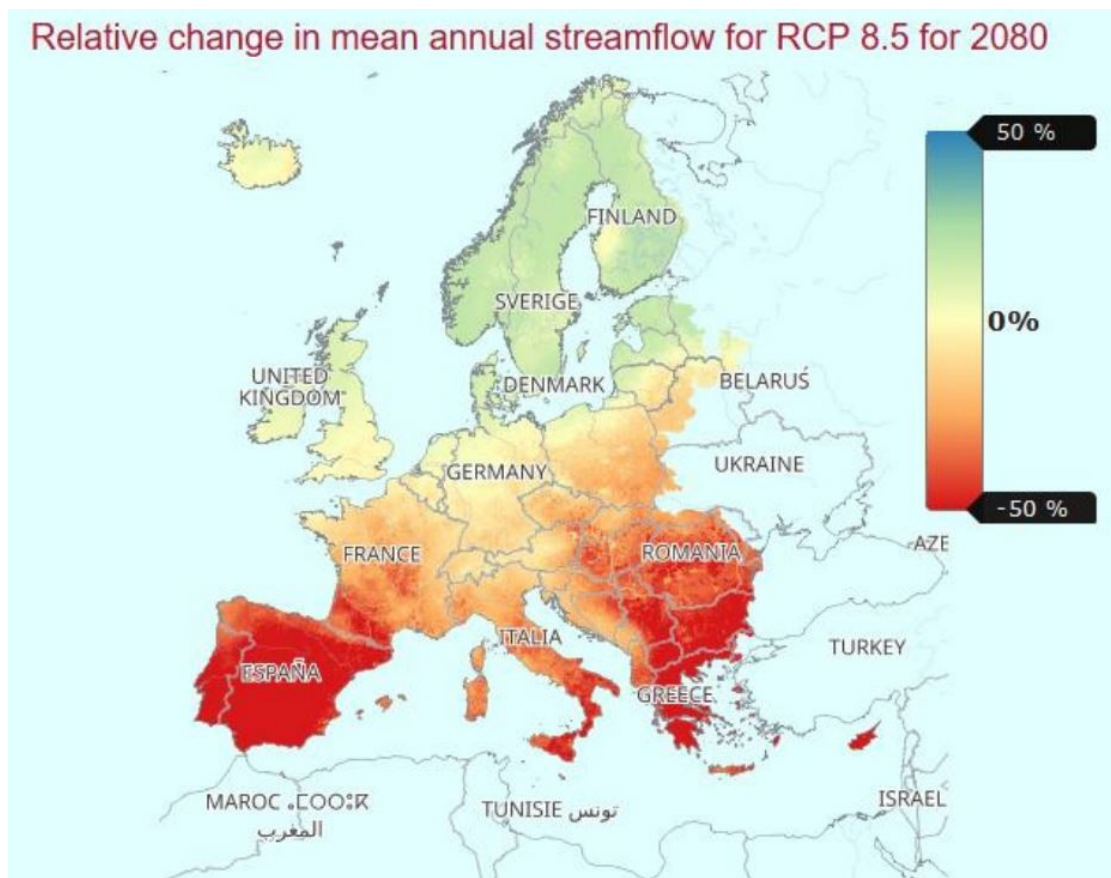 Relative change in mean annual streamflow for RCP 8.5 for 2080
50 %
FINLAND
SVERIGE
0%
UNITED
KINGDOM
DENMARK
BELARUŚ
GERMANY
UKRAINE
-50 %
FRANCE
ROMANIA
AZE
ITALIA
TURKEY
ESPAÑA
GREECE
MAROC ⵍⵎⵖⵔⵉⴱ
المغرب
TUNISIE تونس
ISRAEL